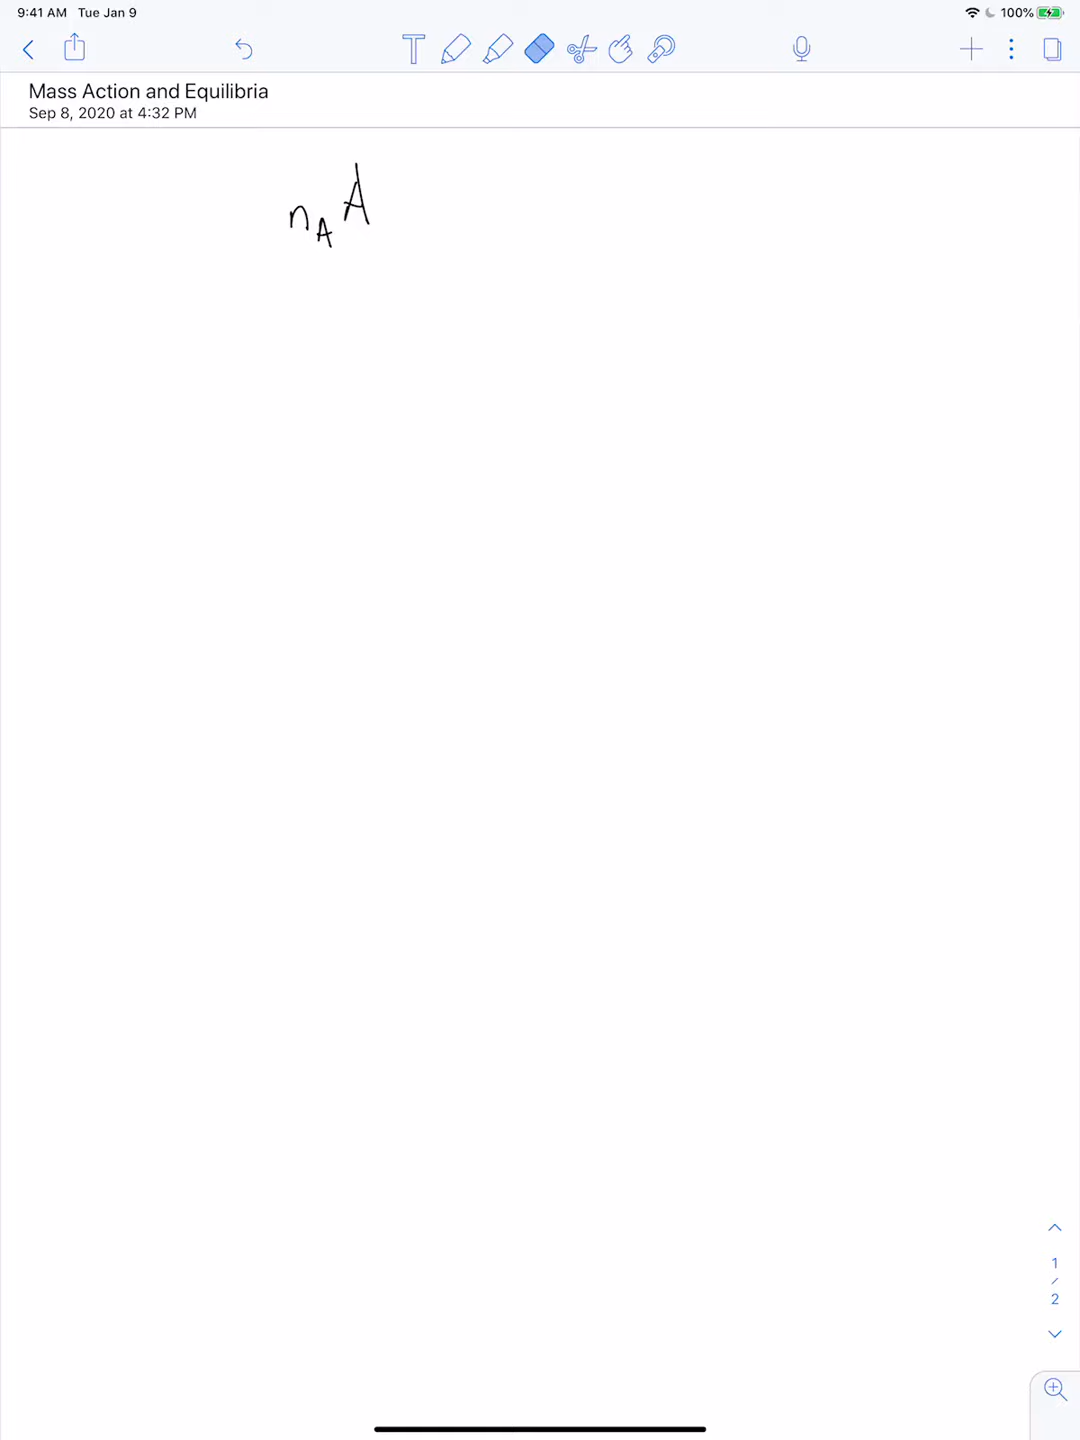 9:41 AM Tue Jan 9 100%
T
Mass Action and Equilibria
Sep 8, 2020 at 4:32 PM
n_A A
1
/
2